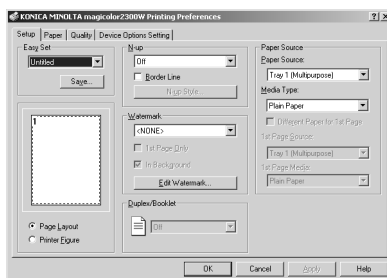 KONICA MINOLTA magicolor2300W Printing Preferences
Setup Paper Quality Device Options Setting
Easy Set
Untitled
Save...
1
Page Layout
Printer Figure
N-up
Off
Border Line
N-up Style...
Watermark
<NONE>
1st Page Only
In Background
Edit Watermark...
Duplex/Booklet
Off
Paper Source
Paper Source:
Tray 1 (Multipurpose)
Media Type:
Plain Paper
Different Paper for 1st Page
1st Page Source:
Tray 1 (Multipurpose)
1st Page Media:
Plain Paper
OK Cancel Apply Help